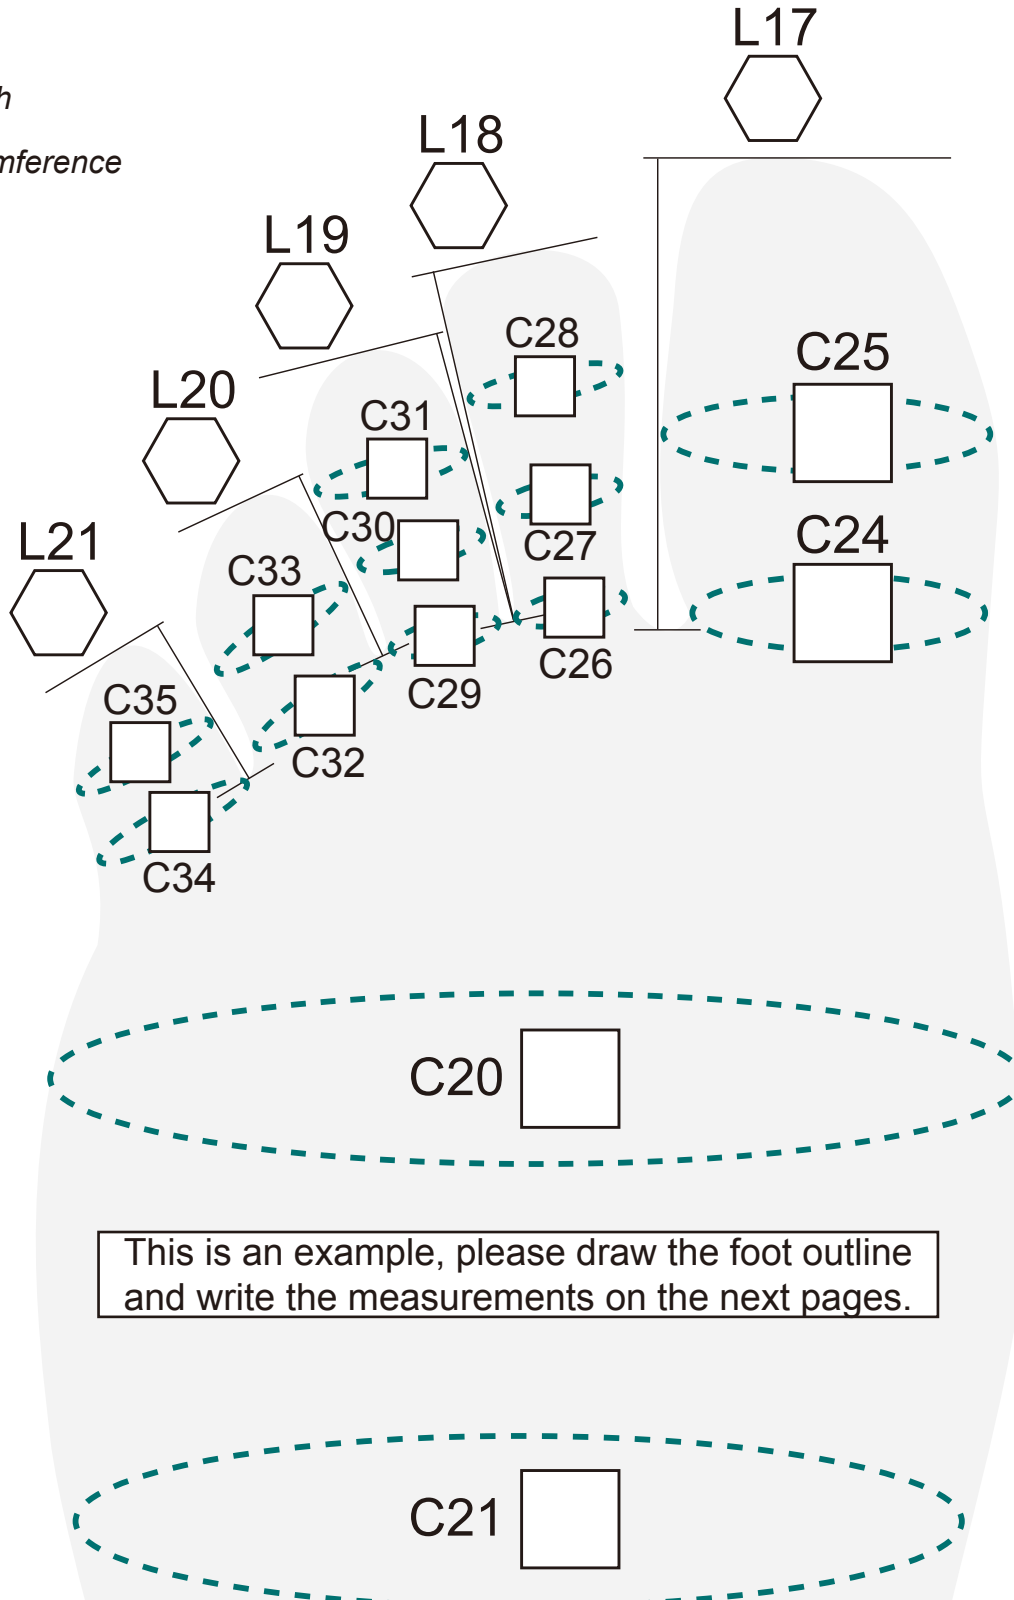 L17
L18
L19
C28
C25
L20
C31
C30
C27
L21
C33
C24
C26
C29
C35
C32
C34
C20
This is an example, please draw the foot outline
and write the measurements on the next pages.
C21